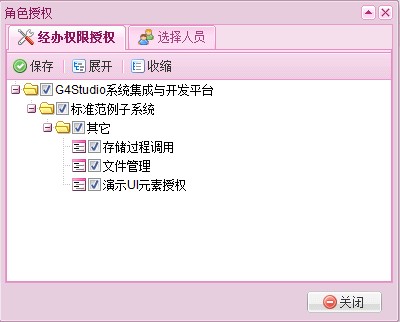 角色授权
经办权限授权 选择人员
保存 展开 收缩
G4Studio系统集成与开发平台
标准范例子系统
其它
存储过程调用
文件管理
演示UI元素授权
关闭